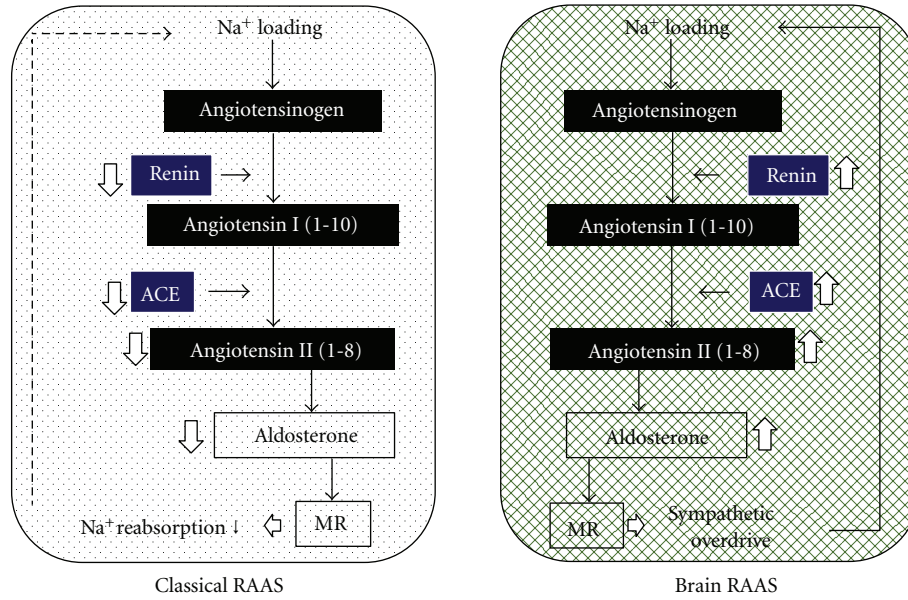 Na⁺ loading
Angiotensinogen
Renin
Angiotensin I (1-10)
ACE
Angiotensin II (1-8)
Aldosterone
MR
Na⁺ reabsorption ↓
Classical RAAS
Na⁺ loading
Angiotensinogen
Renin
Angiotensin I (1-10)
ACE
Angiotensin II (1-8)
Aldosterone
MR
Sympathetic
overdrive
Brain RAAS